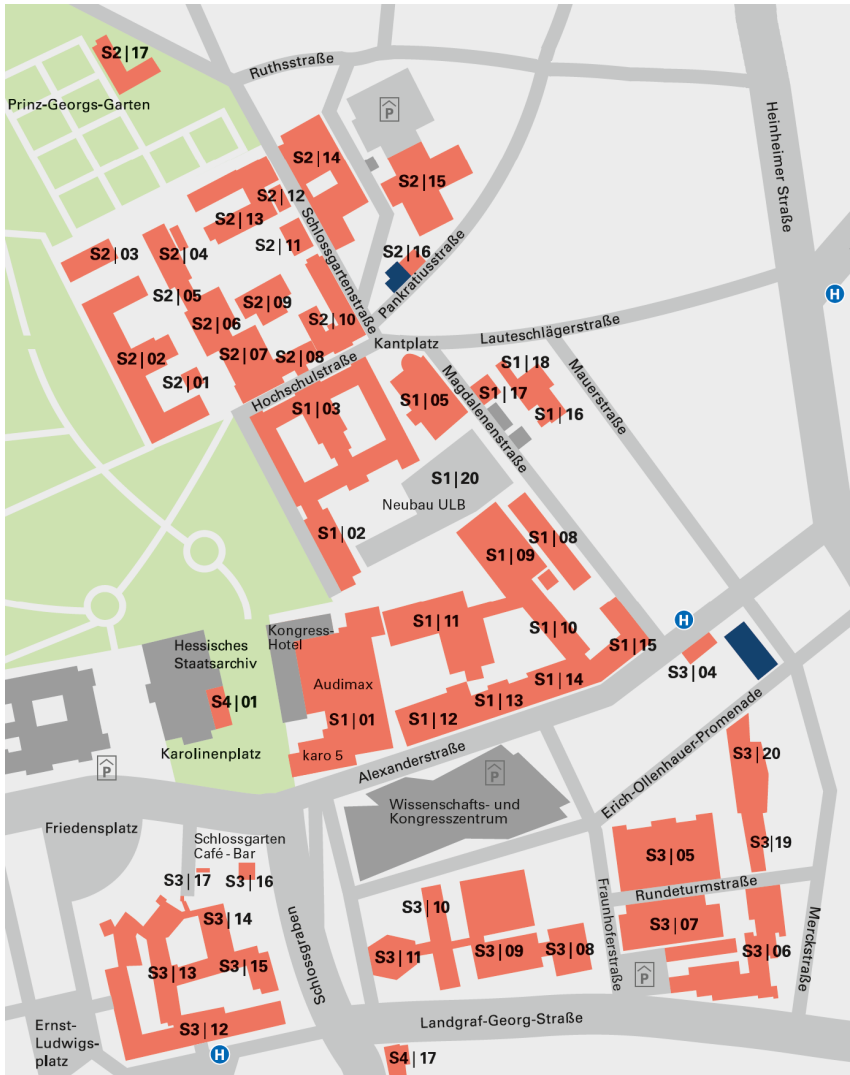 S2|17
Ruthsstraße
Prinz-Georgs-Garten
P
Heinheimer Straße
S2|14
S2|15
S2|12
S2|13
S2|11
Schlossgartenstraße
S2|03
S2|04
S2|16
Pankratiusstraße
S2|05
S2|09
H
S2|06
S2|10
S2|02
S2|07
S2|08
Kantplatz
Lauteschlägerstraße
S2|01
Hochschulstraße
S1|03
S1|05
Magdalenenstraße
S1|18
S1|17
S1|16
Mauerstraße
S1|20
Neubau ULB
S1|02
S1|08
S1|09
Hessisches
Staatsarchiv
Kongress-
Hotel
S1|11
S1|10
S1|15
H
S4|01
Audimax
S1|14
S3|04
S1|01
S1|12
S1|13
Karolinenplatz
karo 5
Alexanderstraße
P
P
Wissenschafts- und
Kongresszentrum
Erich-Ollenhauer-Promenade
S3|20
Friedensplatz
Schlossgarten
Café-Bar
S3|17
S3|16
S3|05
S3|19
Rundeturmstraße
Fraunhoferstraße
Merckstraße
S3|14
S3|10
S3|07
S3|13
S3|15
S3|11
S3|09
S3|08
S3|06
P
Schlossgraben
Ernst-
Ludwigs-
platz
S3|12
H
Landgraf-Georg-Straße
S4|17